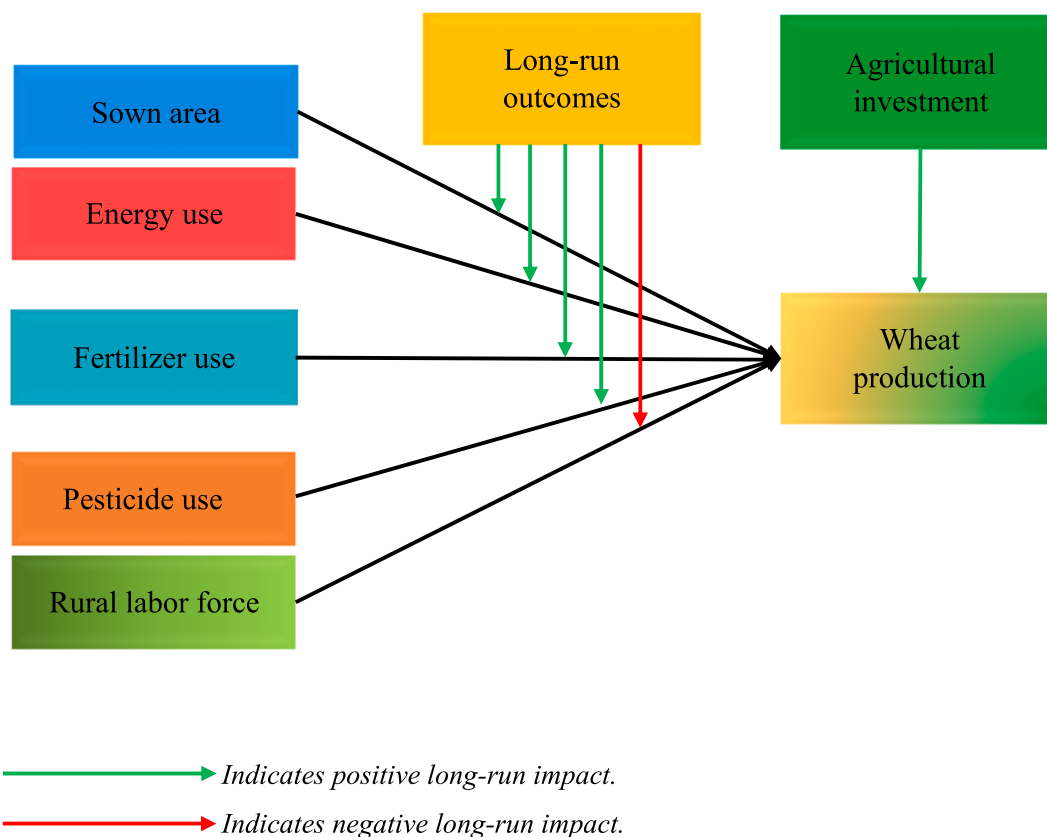 Long-run
outcomes
Agricultural
investment
Sown area
Energy use
Fertilizer use
Wheat
production
Pesticide use
Rural labor force
Indicates positive long-run impact.
Indicates negative long-run impact.